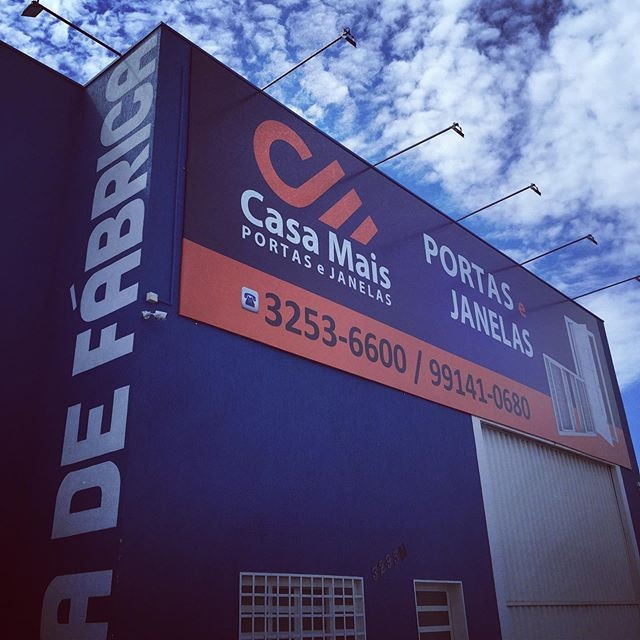 A DE FÁBRICA
Casa Mais
PORTAS e JANELAS
PORTAS e
JANELAS
3253-6600 / 99141-0680